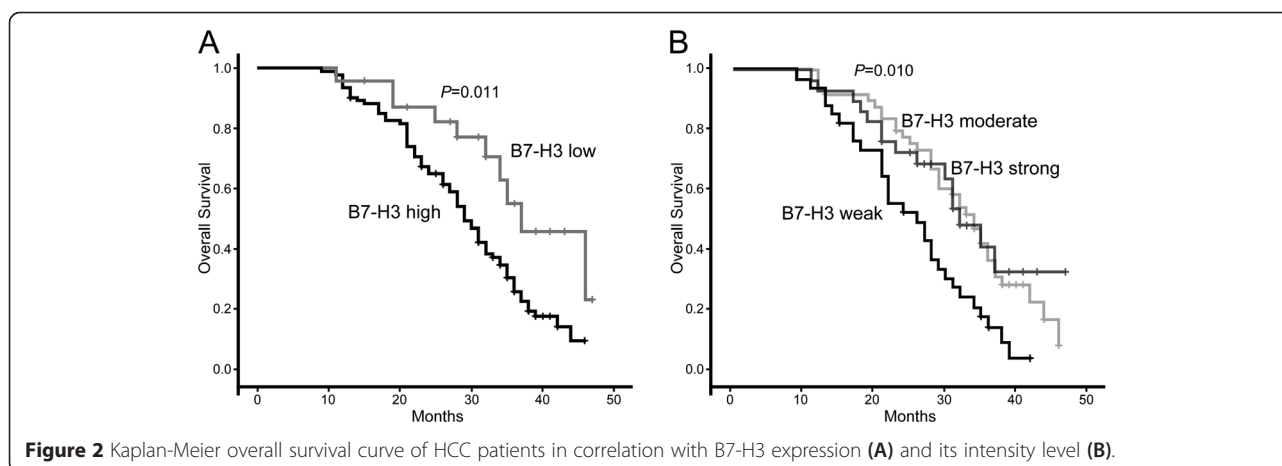 A
P=0.011
B7-H3 low
B7-H3 high
Overall Survival
1.0
0.8
0.6
0.4
0.2
0.0
0 10 20 30 40 50
Months
B
P=0.010
B7-H3 moderate
B7-H3 strong
B7-H3 weak
Overall Survival
1.0
0.8
0.6
0.4
0.2
0.0
0 10 20 30 40 50
Months
Figure 2 Kaplan-Meier overall survival curve of HCC patients in correlation with B7-H3 expression (A) and its intensity level (B).